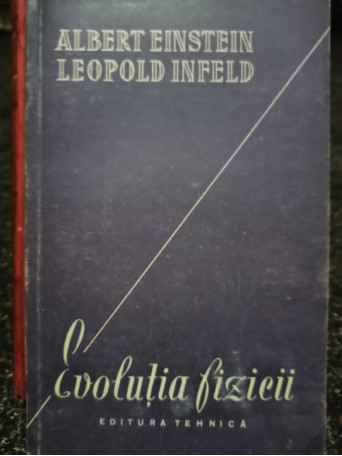 ALBERT EINSTEIN
LEOPOLD INFELD
Evoluția fizicii
EDITURA TEHNICĂ